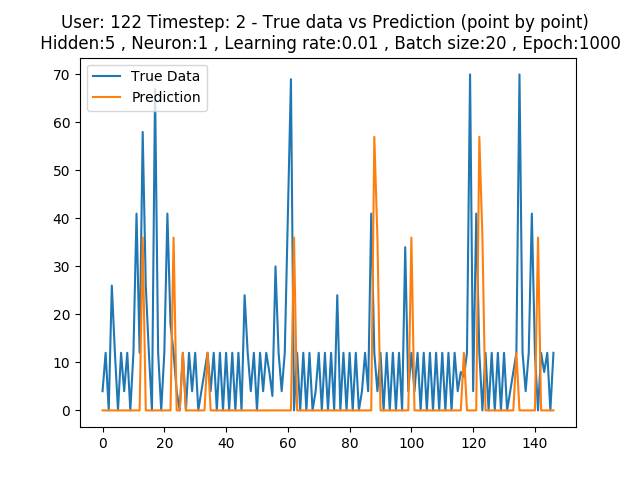 User: 122 Timestep: 2 - True data vs Prediction (point by point)
Hidden:5 , Neuron:1 , Learning rate:0.01 , Batch size:20 , Epoch:1000
True Data
Prediction
70
60
50
40
30
20
10
0
0 20 40 60 80 100 120 140